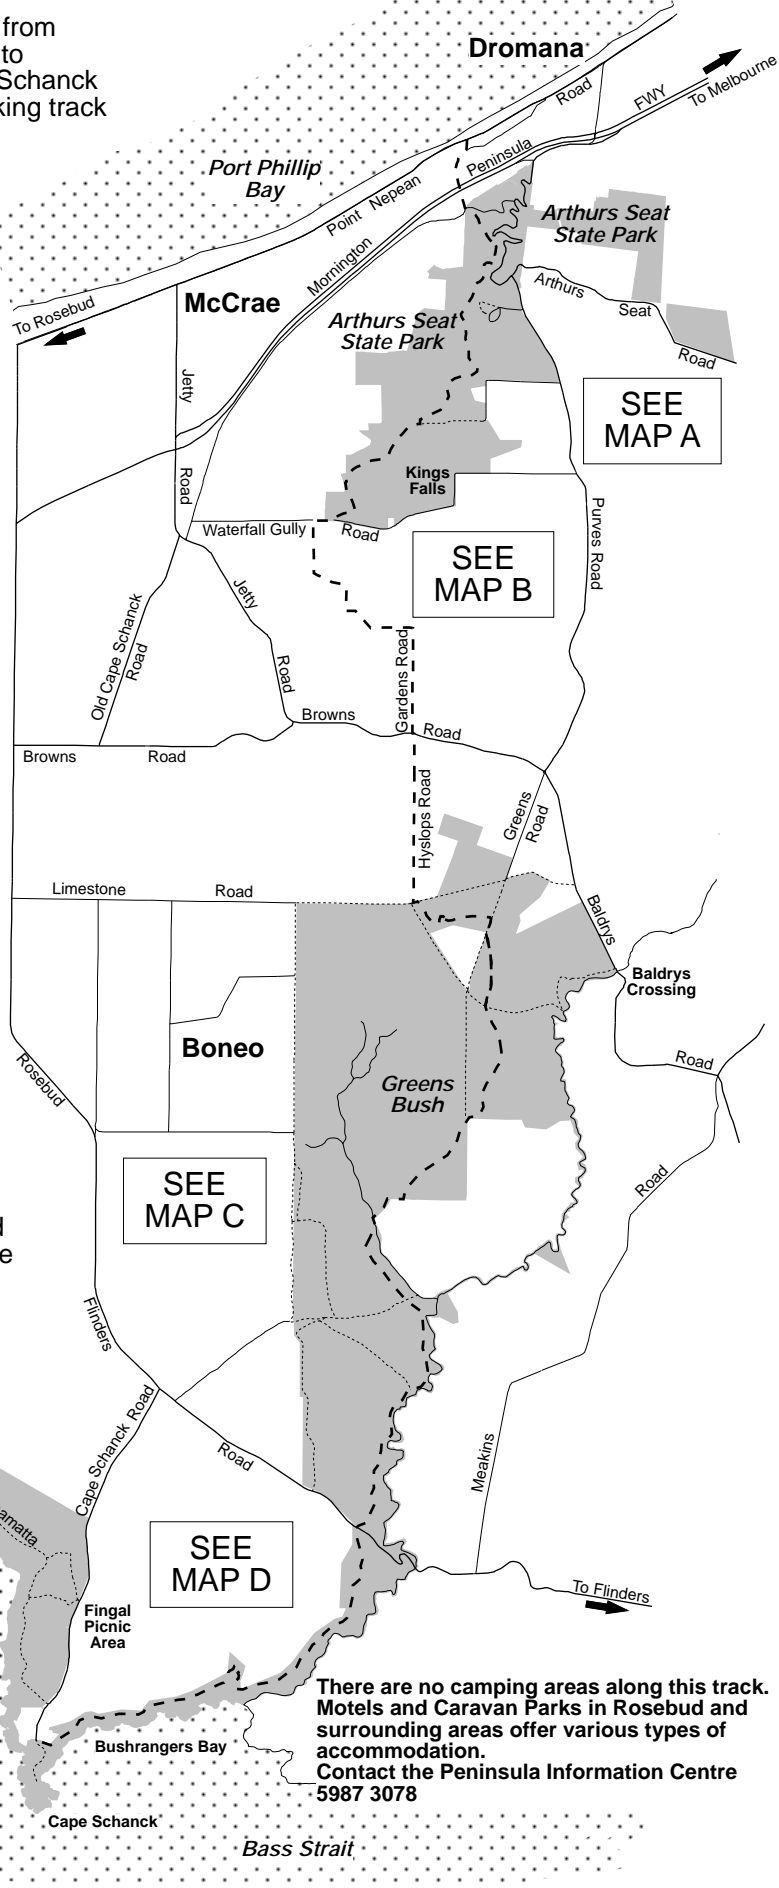 from
to
Schanck
king track
Dromana
Road
FWY
To Melbourne
Port Phillip
Bay
Peninsula
Point Nepean
Arthurs Seat
State Park
Mornington
Arthurs
Seat
Road
McCrae
To Rosebud
Arthurs Seat
State Park
Jetty
SEE
MAP A
Road
Kings
Falls
Waterfall Gully
Road
Purves Road
SEE
MAP B
Jetty
Old Cape Schanck
Road
Road
Gardens Road
Browns
Road
Browns
Road
Hyslops Road
Greens
Road
Limestone
Road
Baldrys
Baldrys
Crossing
Boneo
Road
Rosebud
Greens
Bush
SEE
MAP C
Road
d
e
Flinders
Cape Schanck Road
Road
Meakins
amatta
SEE
MAP D
To Flinders
Fingal
Picnic
Area
There are no camping areas along this track.
Motels and Caravan Parks in Rosebud and
surrounding areas offer various types of
accommodation.
Contact the Peninsula Information Centre
5987 3078
Bushrangers Bay
Cape Schanck
Bass Strait